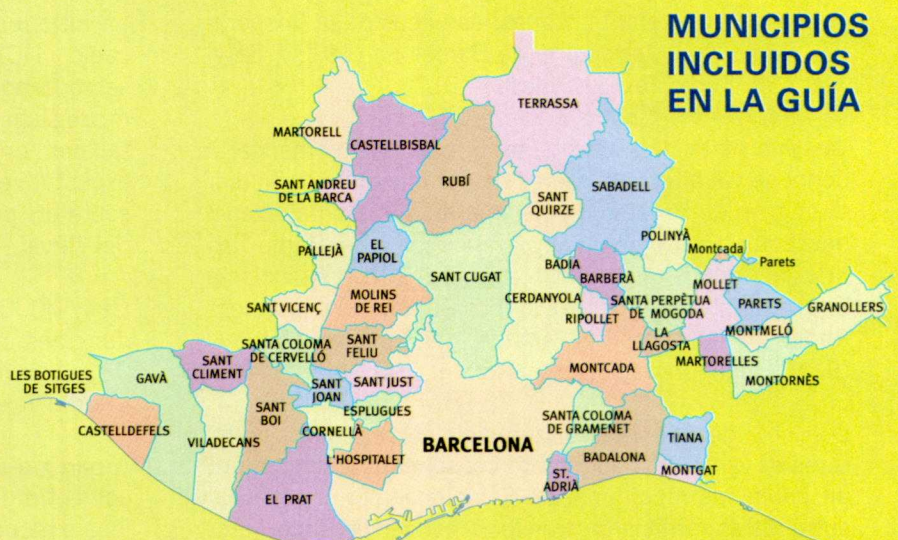 MUNICIPIOS
INCLUIDOS
EN LA GUÍA
TERRASSA
MARTORELL
CASTELLBISBAL
RUBÍ
SANT ANDREU
DE LA BARCA
SANT
QUIRZE
SABADELL
POLINYÀ
Montcada
Parets
PALLEJÀ
EL
PAPIOL
SANT CUGAT
BADÍA
BARBERÀ
MOLLET
CERDANYOLA
SANTA PERPÈTUA
DE MOGODA
PARETS
GRANOLLERS
SANT VICENÇ
MOLINS
DE REI
RIPOLLET
MONTMELÓ
LA
LLAGOSTA
SANTA COLOMA
DE CERVELLÓ
SANT
FELIU
MONTCADA
MARTORELLES
MONTORNÈS
LES BOTIGUES
DE SITGES
GAVÀ
SANT
CLIMENT
SANT
JOAN
SANT JUST
ESPLUGUES
SANT
BOI
CASTELLDEFELS
VILADECANS
CORNELLÀ
L'HOSPITALET
BARCELONA
SANTA COLOMA
DE GRAMENET
BADALONA
TIANA
MONTGAT
ST.
ADRIÀ
EL PRAT